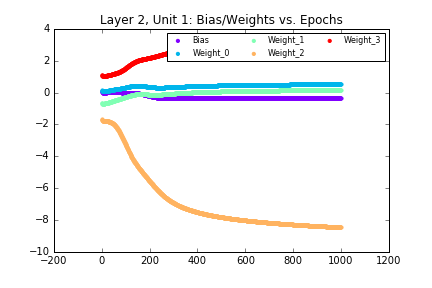 Layer 2, Unit 1: Bias/Weights vs. Epochs
4
Bias Weight_1 Weight_3
Weight_0 Weight_2
2
0
−2
−4
−6
−8
−10
−200 0 200 400 600 800 1000 1200